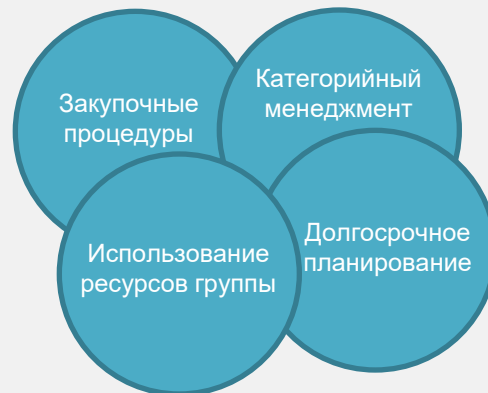 Закупочные
процедуры
Категорийный
менеджмент
Использование
ресурсов группы
Долгосрочное
планирование